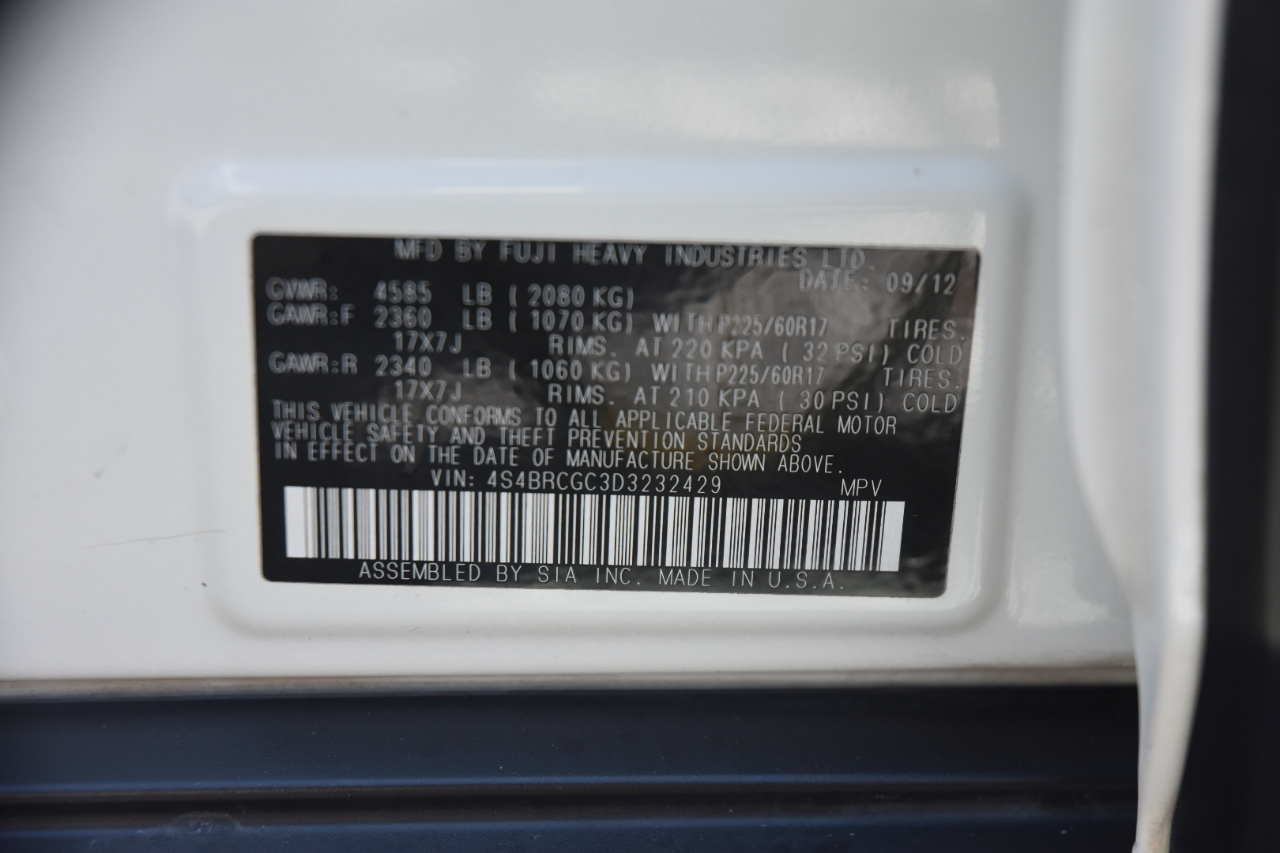 MFD BY FUJI HEAVY INDUSTRIES LTD.
DATE: 09/12
GVWR: 4585 LB ( 2080 KG)
GAWR:F 2360 LB ( 1070 KG) WITH P225/60R17 TIRES.
17X7J RIMS. AT 220 KPA ( 32 PSI) COLD
GAWR:R 2340 LB ( 1060 KG) WITH P225/60R17 TIRES.
17X7J RIMS. AT 210 KPA ( 30 PSI) COLD
THIS VEHICLE CONFORMS TO ALL APPLICABLE FEDERAL MOTOR
VEHICLE SAFETY AND THEFT PREVENTION STANDARDS
IN EFFECT ON THE DATE OF MANUFACTURE SHOWN ABOVE.
VIN: 4S4BRCGC3D3232429 MPV
ASSEMBLED BY SIA INC. MADE IN U.S.A.